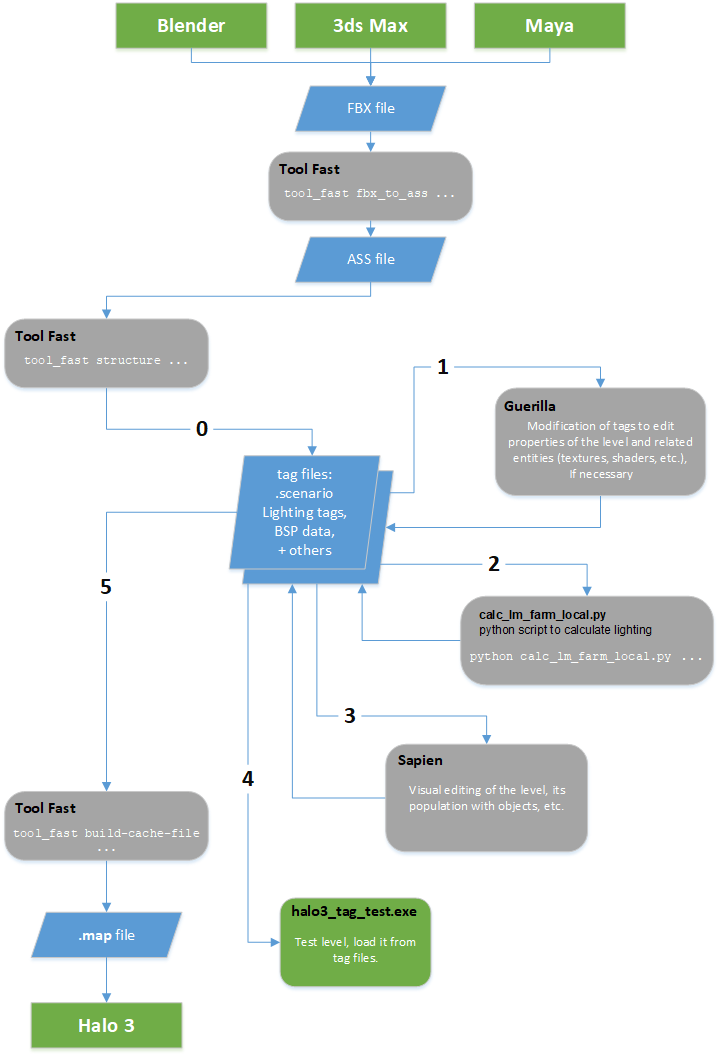 Blender
3ds Max
Maya
FBX file
Tool Fast
tool_fast fbx_to_ass ...
ASS file
Tool Fast
tool_fast structure ...
0
1
Guerilla
Modification of tags to edit
properties of the level and related
entities (textures, shaders, etc.),
If necessary
tag files:
.scenario
Lighting tags,
BSP data,
+ others
2
calc_lm_farm_local.py
python script to calculate lighting
python calc_lm_farm_local.py ...
5
3
Sapien
Visual editing of the level, its
population with objects, etc.
4
Tool Fast
tool_fast build-cache-file
...
halo3_tag_test.exe
Test level, load it from
tag files.
.map file
Halo 3